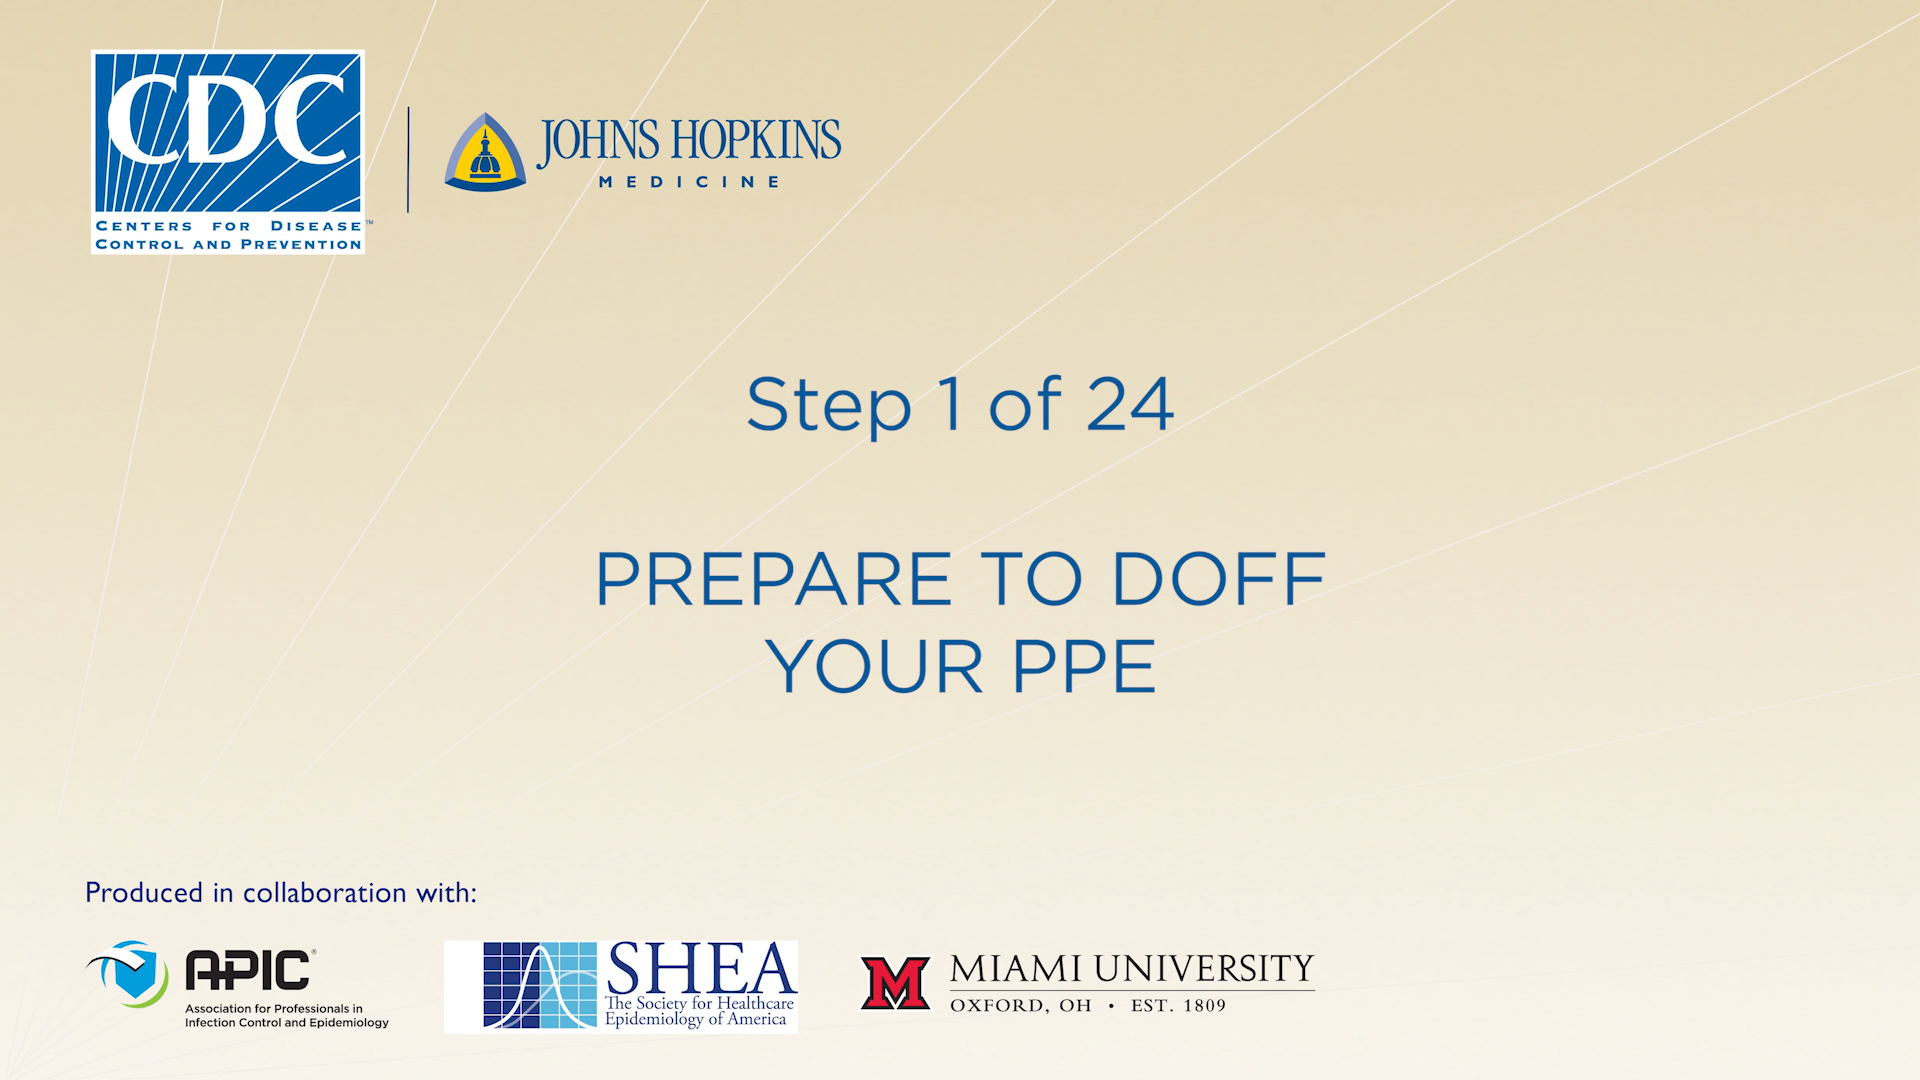 CDC
CENTERS FOR DISEASE™
CONTROL AND PREVENTION
JOHNS HOPKINS
MEDICINE
Step 1 of 24
PREPARE TO DOFF
YOUR PPE
Produced in collaboration with:
APIC®
Association for Professionals in
Infection Control and Epidemiology
SHEA
The Society for Healthcare
Epidemiology of America
M
MIAMI UNIVERSITY
OXFORD, OH • EST. 1809